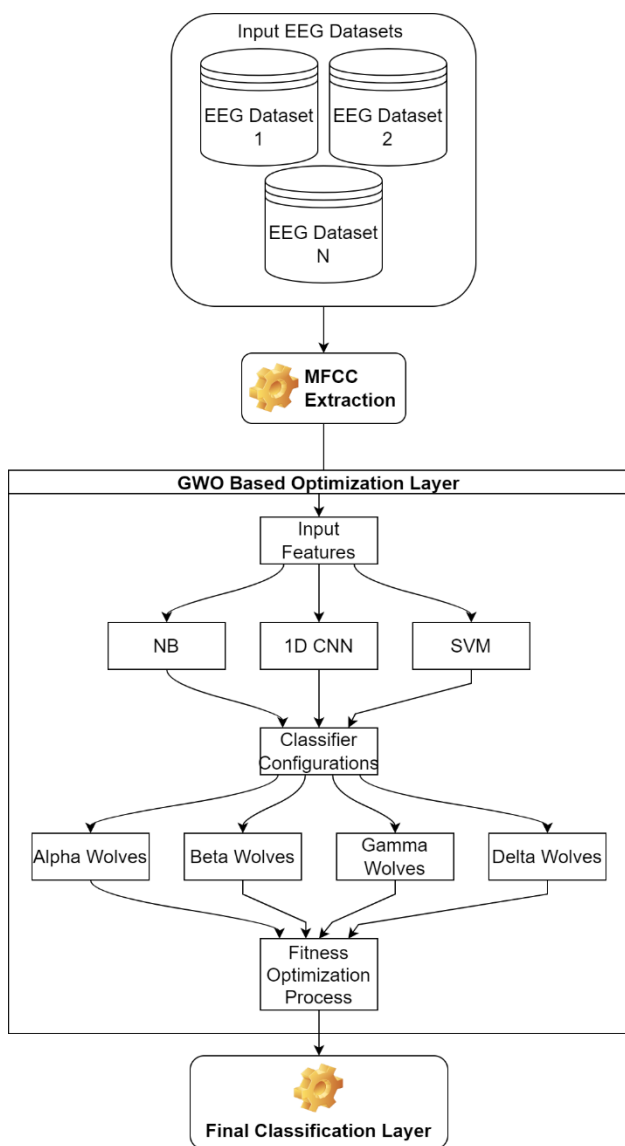 Input EEG Datasets
EEG Dataset
1
EEG Dataset
2
EEG Dataset
N
MFCC
Extraction
GWO Based Optimization Layer
Input
Features
NB
1D CNN
SVM
Classifier
Configurations
Alpha Wolves
Beta Wolves
Gamma
Wolves
Delta Wolves
Fitness
Optimization
Process
Final Classification Layer